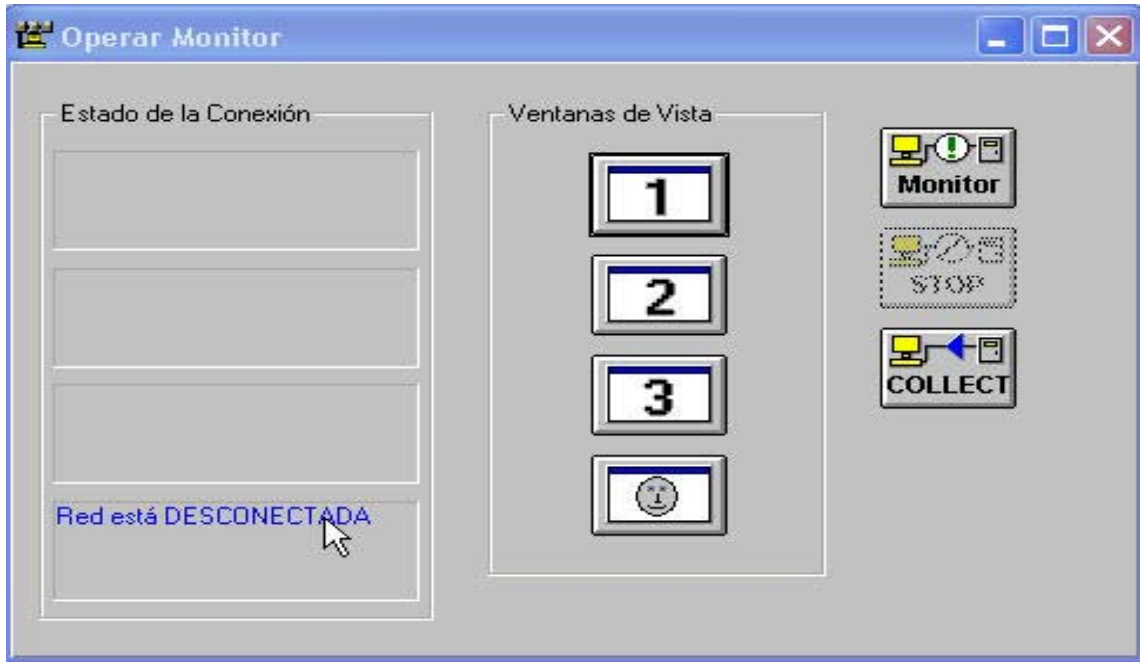 Operar Monitor
Estado de la Conexión
Red está DESCONECTADA
Ventanas de Vista
1
2
3
Monitor
STOP
COLLECT